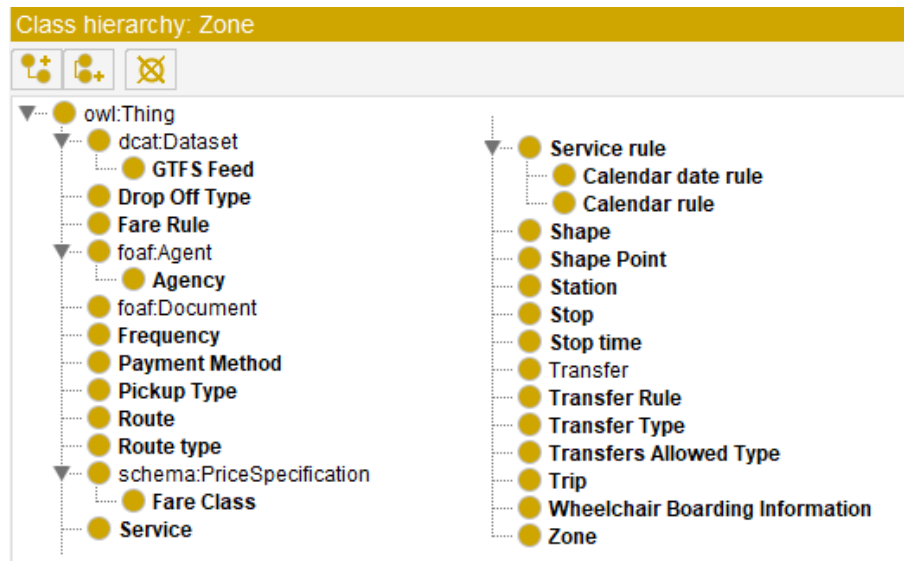 Class hierarchy: Zone
owl:Thing
dcat:Dataset
GTFS Feed
Drop Off Type
Fare Rule
foaf:Agent
Agency
foaf:Document
Frequency
Payment Method
Pickup Type
Route
Route type
schema:PriceSpecification
Fare Class
Service
Service rule
Calendar date rule
Calendar rule
Shape
Shape Point
Station
Stop
Stop time
Transfer
Transfer Rule
Transfer Type
Transfers Allowed Type
Trip
Wheelchair Boarding Information
Zone